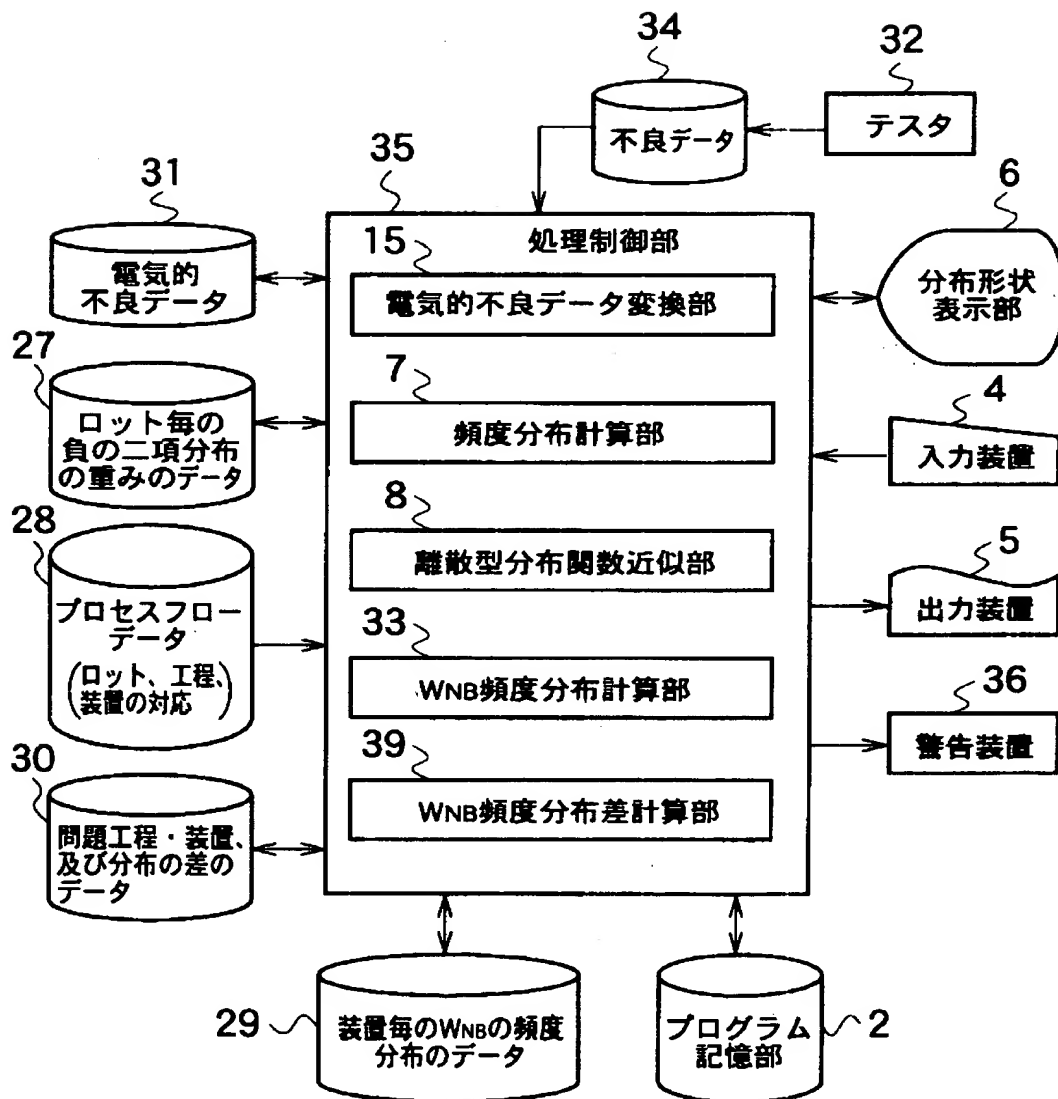 34
32
不良データ
テスタ
35
31
電気的
不良データ
処理制御部
6
分布形状
表示部
15
電気的不良データ変換部
27
ロット毎の
負の二項分布
の重みのデータ
7
頻度分布計算部
4
入力装置
28
プロセスフロー
データ
(ロット、工程、
装置の対応)
8
離散型分布関数近似部
5
出力装置
33
WNB頻度分布計算部
36
警告装置
30
問題工程・装置、
及び分布の差の
データ
39
WNB頻度分布差計算部
29
装置毎のWNBの頻度
分布のデータ
2
プログラム
記憶部